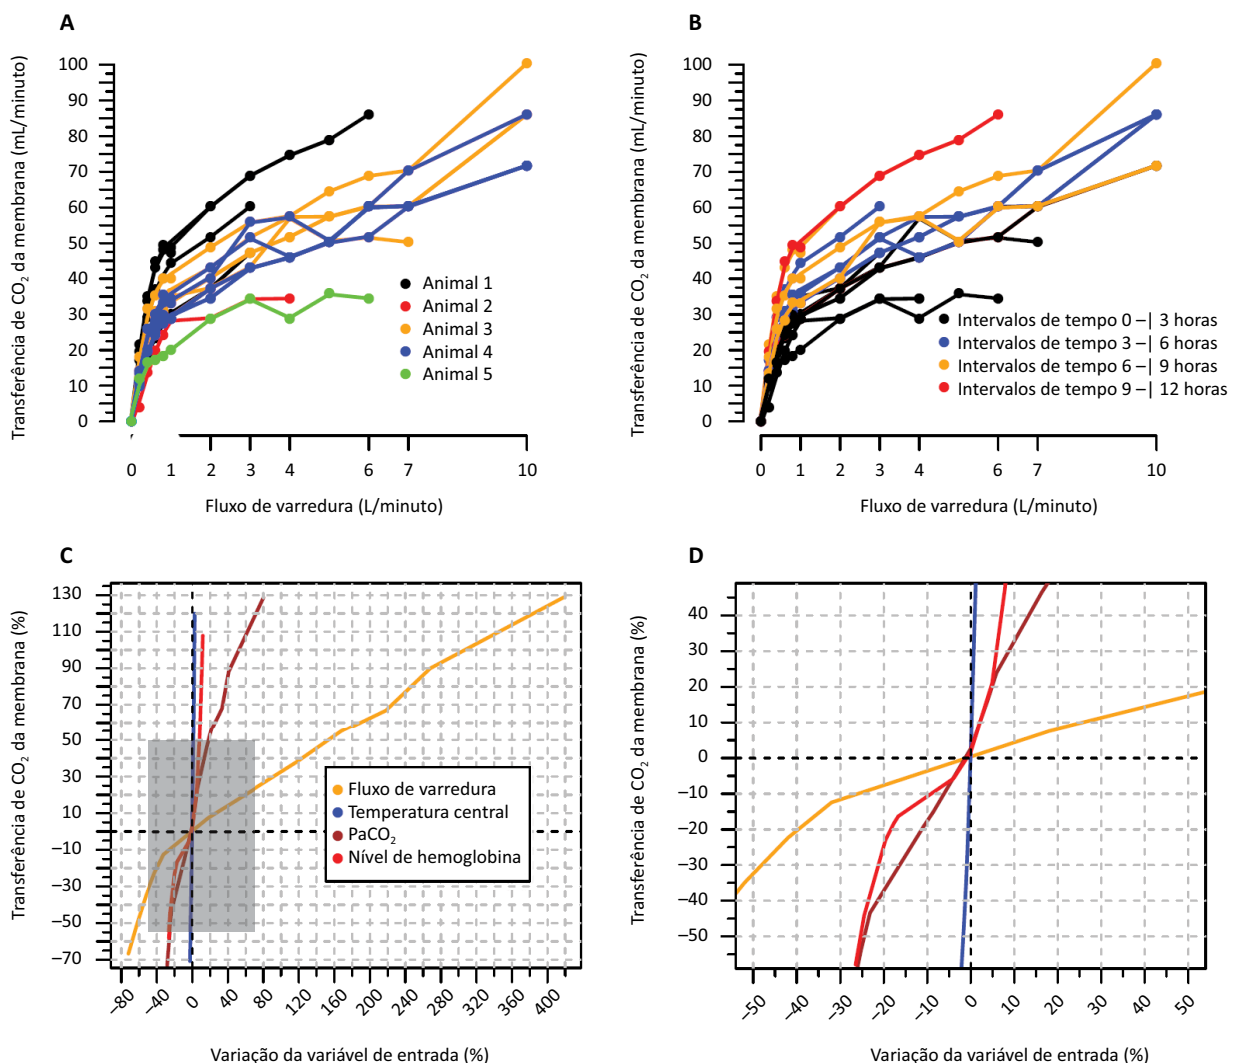 A
Transferência de CO₂ da membrana (mL/minuto)
100
90
80
70
60
50
40
30
20
10
0
Animal 1
Animal 2
Animal 3
Animal 4
Animal 5
0 1 2 3 4 6 7 10
Fluxo de varredura (L/minuto)
B
Transferência de CO₂ da membrana (mL/minuto)
100
90
80
70
60
50
40
30
20
10
0
Intervalos de tempo 0 –| 3 horas
Intervalos de tempo 3 –| 6 horas
Intervalos de tempo 6 –| 9 horas
Intervalos de tempo 9 –| 12 horas
0 1 2 3 4 6 7 10
Fluxo de varredura (L/minuto)
C
Transferência de CO₂ da membrana (%)
130
110
90
70
50
30
10
–10
–30
–50
–70
Fluxo de varredura
Temperatura central
PaCO₂
Nível de hemoglobina
–80 –40 0 40 80 120 160 200 240 280 320 360 400
Variação da variável de entrada (%)
D
Transferência de CO₂ da membrana (%)
40
30
20
10
0
–10
–20
–30
–40
–50
–50 –40 –30 –20 –10 0 10 20 30 40 50
Variação da variável de entrada (%)